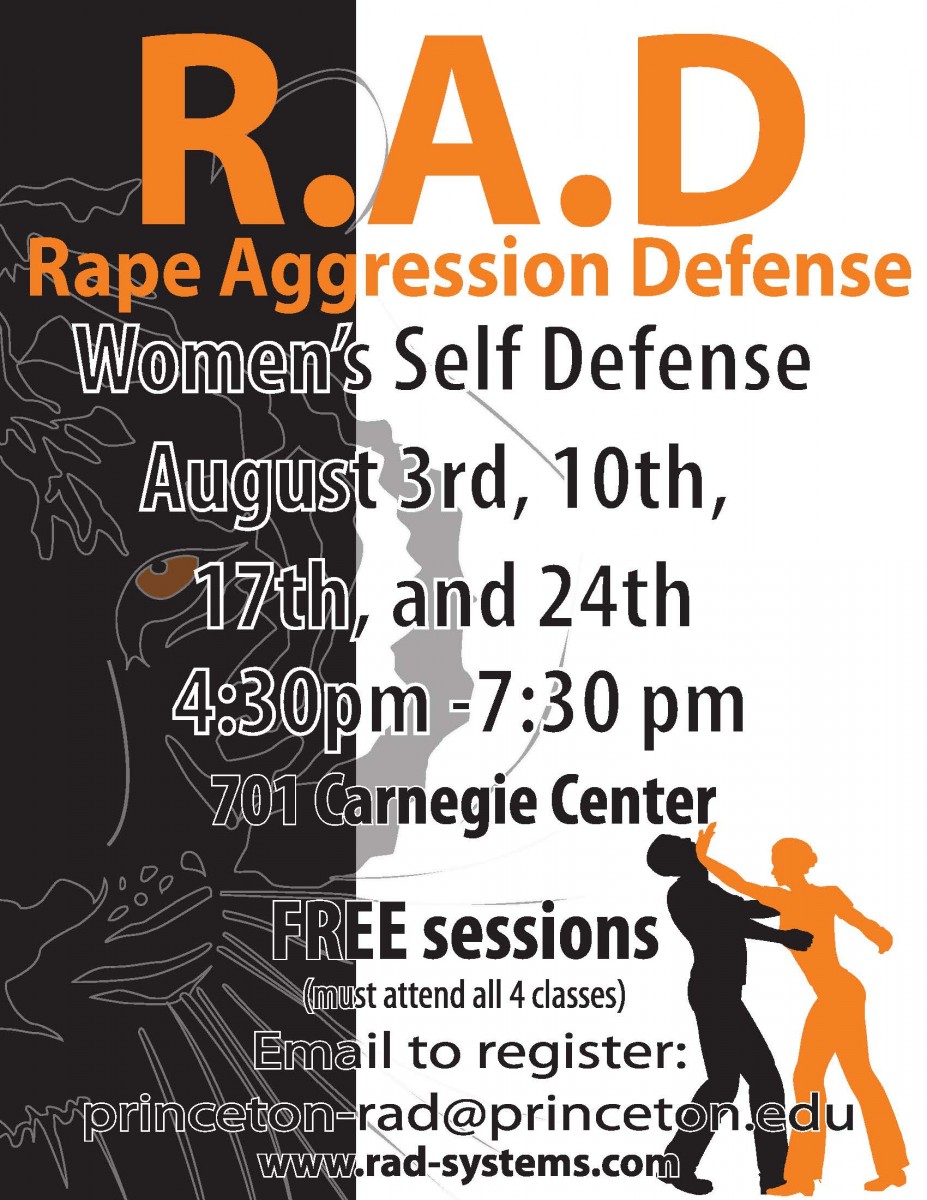 R.A.D
Rape Aggression Defense
Women's Self Defense
August 3rd, 10th,
17th, and 24th
4:30pm -7:30 pm
701 Carnegie Center
FREE sessions
(must attend all 4 classes)
Email to register:
princeton-rad@princeton.edu
www.rad-systems.com